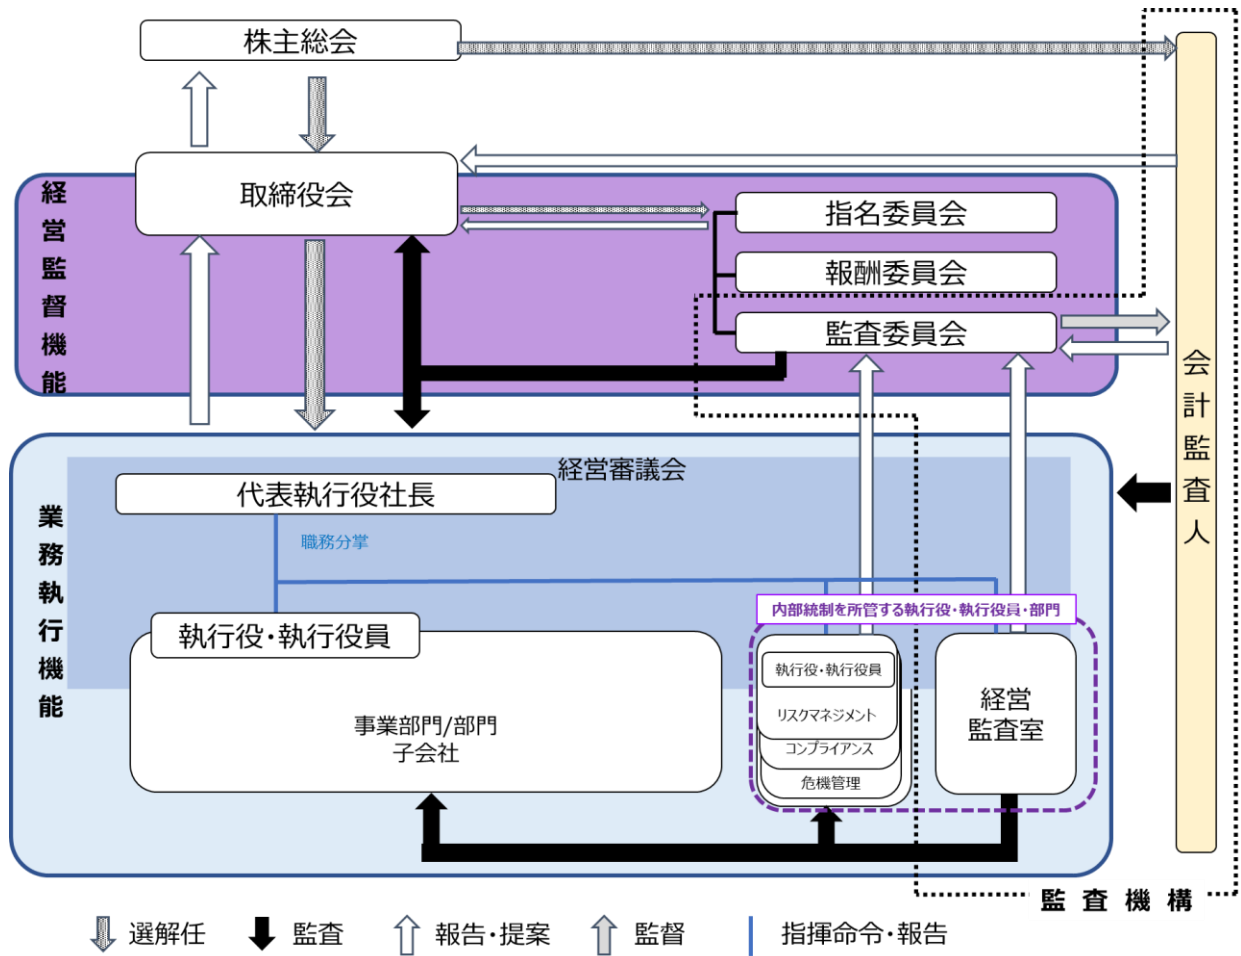 株主総会
取締役会
経営監督機能
指名委員会
報酬委員会
監査委員会
会計監査人
経営審議会
代表執行役社長
職務分掌
業務執行機能
内部統制を所管する執行役・執行役員・部門
執行役・執行役員
事業部門/部門
子会社
執行役・執行役員
リスクマネジメント
コンプライアンス
危機管理
経営
監査室
監査機構
選解任
監査
報告・提案
監督
指揮命令・報告